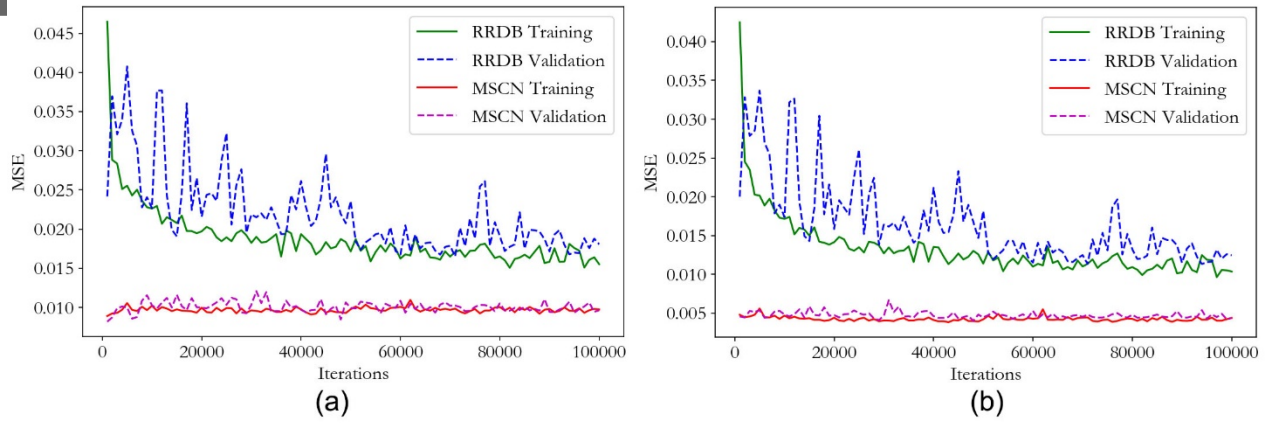 0.045
0.040
0.035
0.030
0.025
0.020
0.015
0.010
MSE
RRDB Training
RRDB Validation
MSCN Training
MSCN Validation
0 20000 40000 60000 80000 100000
Iterations
(a)
0.040
0.035
0.030
0.025
0.020
0.015
0.010
0.005
MSE
RRDB Training
RRDB Validation
MSCN Training
MSCN Validation
0 20000 40000 60000 80000 100000
Iterations
(b)